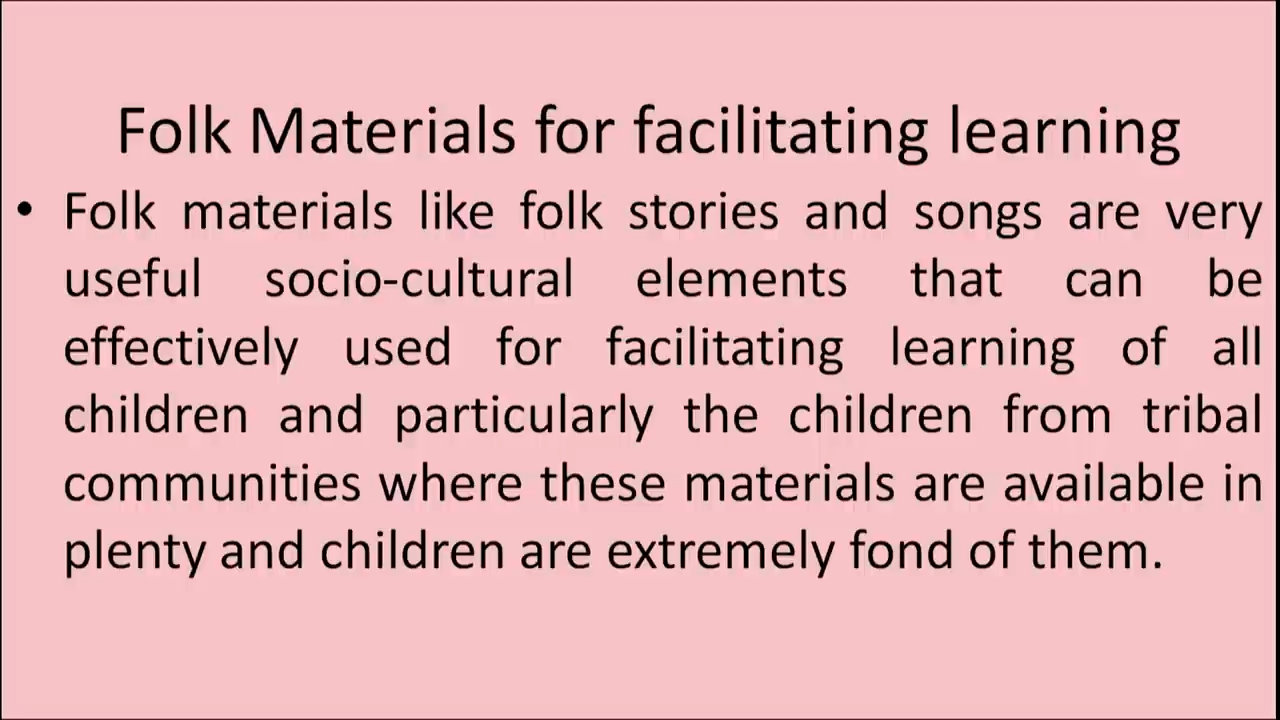 Folk Materials for facilitating learning
• Folk materials like folk stories and songs are very
useful socio-cultural elements that can be
effectively used for facilitating learning of all
children and particularly the children from tribal
communities where these materials are available in
plenty and children are extremely fond of them.